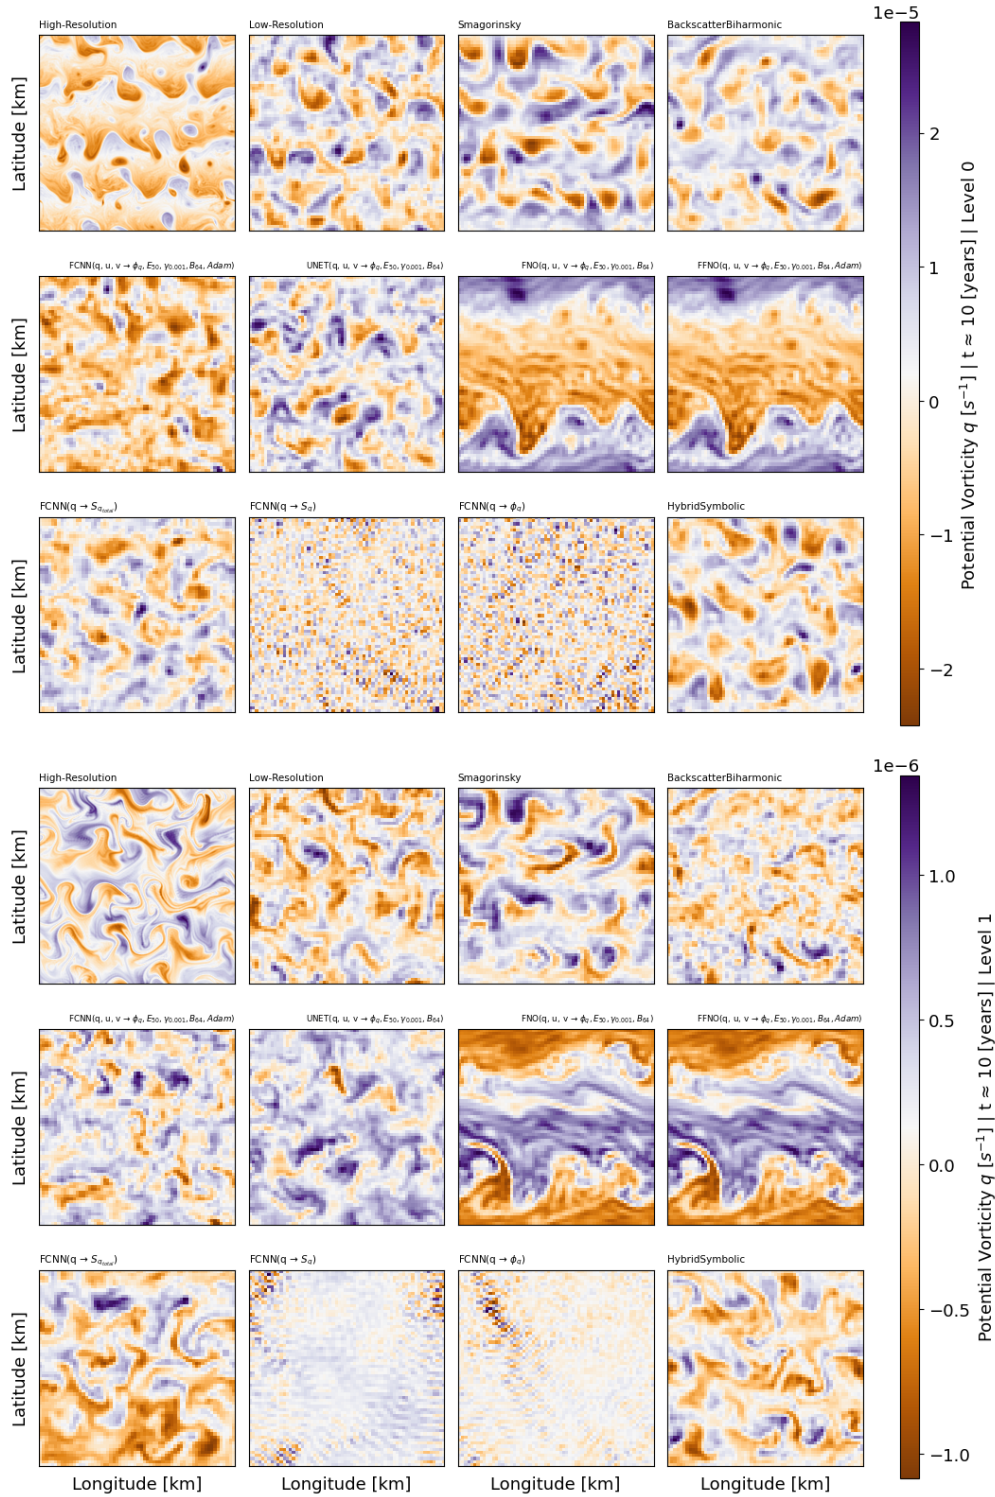 High-Resolution Low-Resolution Smagorinsky BackscatterBiharmonic
1e−5
Latitude [km]
FCNN(q, u, v → ϕq, E50, γ0.001, B64, Adam) UNET(q, u, v → ϕq, E50, γ0.001, B64) FNO(q, u, v → ϕq, E50, γ0.001, B64) FFNO(q, u, v → ϕq, E50, γ0.001, B64, Adam)
Latitude [km]
FCNN(q → Sqtotal) FCNN(q → Sq) FCNN(q → ϕq) HybridSymbolic
Latitude [km]
2
1
0
−1
−2
Potential Vorticity q [s−1] | t ≈ 10 [years] | Level 0
High-Resolution Low-Resolution Smagorinsky BackscatterBiharmonic
1e−6
Latitude [km]
FCNN(q, u, v → ϕq, E50, γ0.001, B64, Adam) UNET(q, u, v → ϕq, E50, γ0.001, B64) FNO(q, u, v → ϕq, E50, γ0.001, B64) FFNO(q, u, v → ϕq, E50, γ0.001, B64, Adam)
Latitude [km]
FCNN(q → Sqtotal) FCNN(q → Sq) FCNN(q → ϕq) HybridSymbolic
Latitude [km]
Longitude [km] Longitude [km] Longitude [km] Longitude [km]
1.0
0.5
0.0
−0.5
−1.0
Potential Vorticity q [s−1] | t ≈ 10 [years] | Level 1